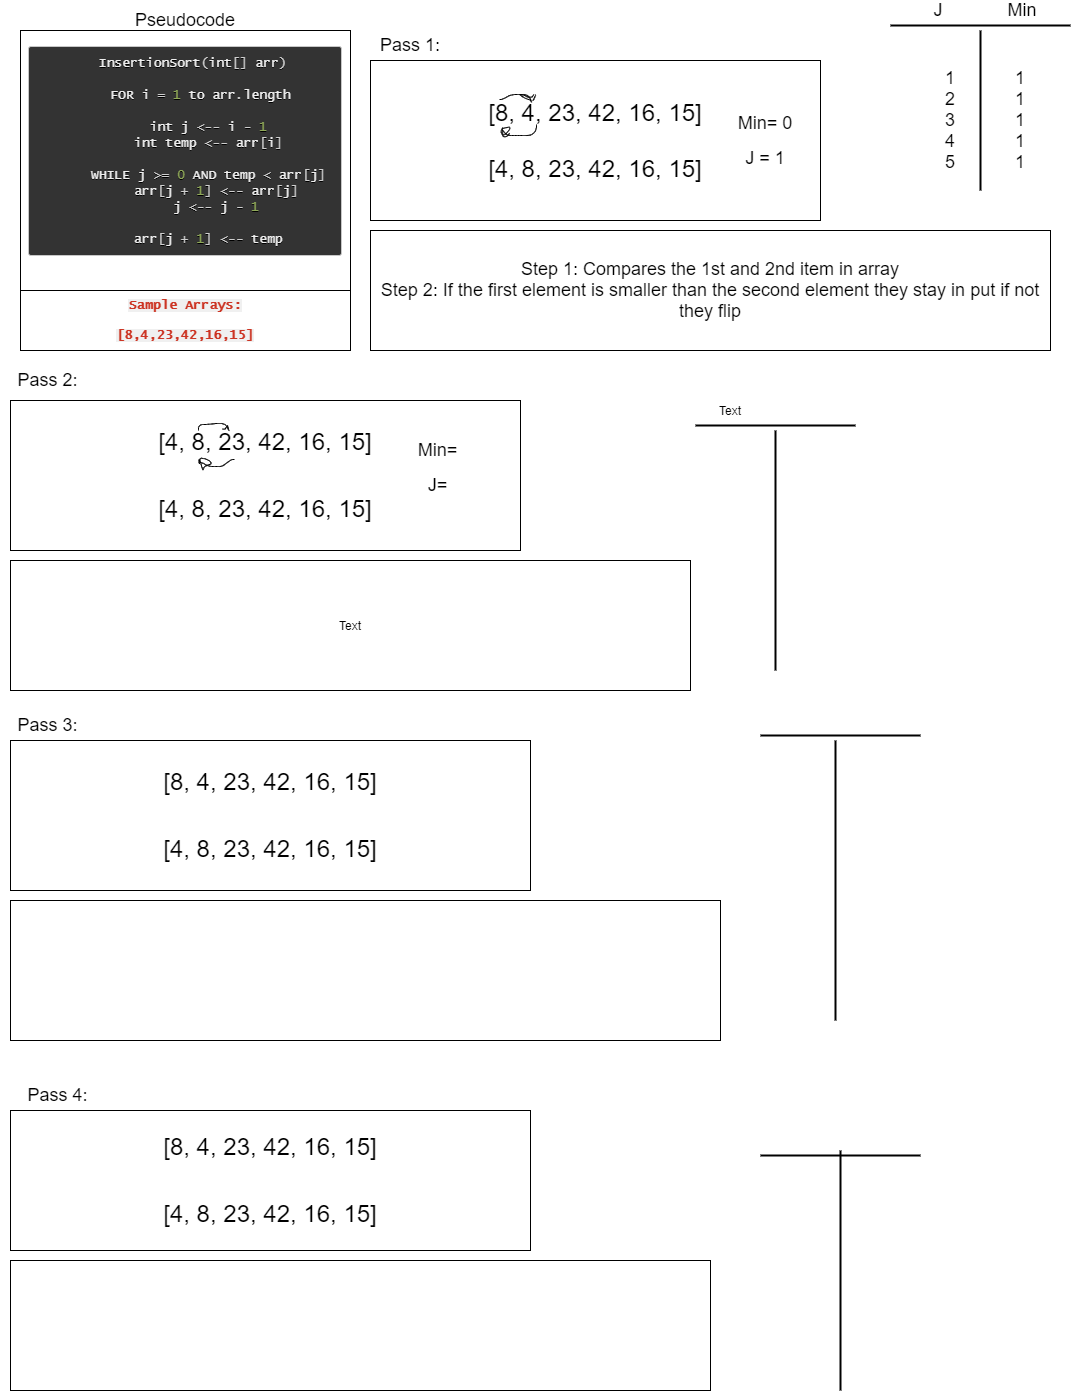 Pseudocode
InsertionSort(int[] arr)
FOR i = 1 to arr.length
int j <-- i - 1
int temp <-- arr[i]
WHILE j >= 0 AND temp < arr[j]
arr[j + 1] <-- arr[j]
j <-- j - 1
arr[j + 1] <-- temp
Sample Arrays:
[8,4,23,42,16,15]
Pass 1:
[8, 4, 23, 42, 16, 15]
[4, 8, 23, 42, 16, 15]
Min= 0
J = 1
J Min
1 1
2 1
3 1
4 1
5 1
Step 1: Compares the 1st and 2nd item in array
Step 2: If the first element is smaller than the second element they stay in put if not
they flip
Pass 2:
[4, 8, 23, 42, 16, 15]
[4, 8, 23, 42, 16, 15]
Min=
J=
Text
Text
Pass 3:
[8, 4, 23, 42, 16, 15]
[4, 8, 23, 42, 16, 15]
Pass 4:
[8, 4, 23, 42, 16, 15]
[4, 8, 23, 42, 16, 15]